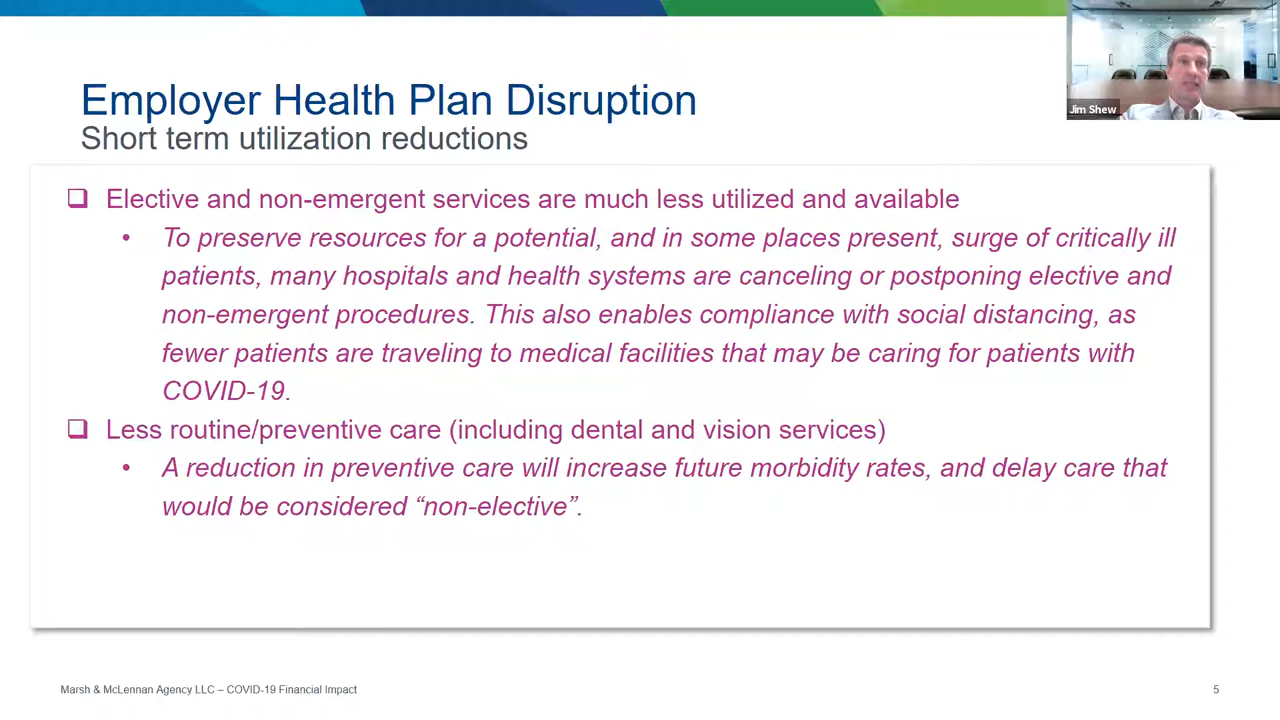 Jim Shew
Employer Health Plan Disruption
Short term utilization reductions
❑ Elective and non-emergent services are much less utilized and available
• To preserve resources for a potential, and in some places present, surge of critically ill
patients, many hospitals and health systems are canceling or postponing elective and
non-emergent procedures. This also enables compliance with social distancing, as
fewer patients are traveling to medical facilities that may be caring for patients with
COVID-19.
❑ Less routine/preventive care (including dental and vision services)
• A reduction in preventive care will increase future morbidity rates, and delay care that
would be considered “non-elective”.
Marsh & McLennan Agency LLC – COVID-19 Financial Impact
5